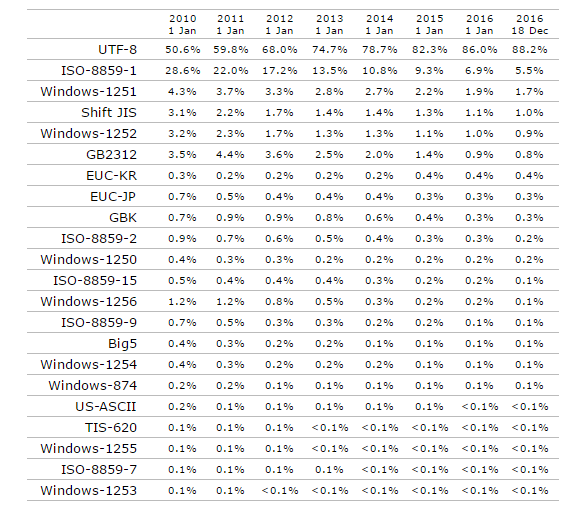 2010 2011 2012 2013 2014 2015 2016 2016
1 Jan 1 Jan 1 Jan 1 Jan 1 Jan 1 Jan 1 Jan 18 Dec
UTF-8 50.6% 59.8% 68.0% 74.7% 78.7% 82.3% 86.0% 88.2%
ISO-8859-1 28.6% 22.0% 17.2% 13.5% 10.8% 9.3% 6.9% 5.5%
Windows-1251 4.3% 3.7% 3.3% 2.8% 2.7% 2.2% 1.9% 1.7%
Shift JIS 3.1% 2.2% 1.7% 1.4% 1.4% 1.3% 1.1% 1.0%
Windows-1252 3.2% 2.3% 1.7% 1.3% 1.3% 1.1% 1.0% 0.9%
GB2312 3.5% 4.4% 3.6% 2.5% 2.0% 1.4% 0.9% 0.8%
EUC-KR 0.3% 0.2% 0.2% 0.2% 0.2% 0.4% 0.4% 0.4%
EUC-JP 0.7% 0.5% 0.4% 0.4% 0.4% 0.3% 0.3% 0.3%
GBK 0.7% 0.9% 0.9% 0.8% 0.6% 0.4% 0.3% 0.3%
ISO-8859-2 0.9% 0.7% 0.6% 0.5% 0.4% 0.3% 0.3% 0.2%
Windows-1250 0.4% 0.3% 0.3% 0.2% 0.2% 0.2% 0.2% 0.2%
ISO-8859-15 0.5% 0.4% 0.4% 0.4% 0.3% 0.2% 0.2% 0.1%
Windows-1256 1.2% 1.2% 0.8% 0.5% 0.3% 0.2% 0.1% 0.1%
ISO-8859-9 0.7% 0.5% 0.3% 0.3% 0.2% 0.2% 0.1% 0.1%
Big5 0.4% 0.3% 0.2% 0.2% 0.1% 0.1% 0.1% 0.1%
Windows-1254 0.4% 0.3% 0.2% 0.2% 0.2% 0.1% 0.1% 0.1%
Windows-874 0.2% 0.2% 0.1% 0.1% 0.1% 0.1% 0.1% 0.1%
US-ASCII 0.2% 0.1% 0.1% 0.1% 0.1% 0.1% <0.1% <0.1%
TIS-620 0.1% 0.1% 0.1% <0.1% <0.1% <0.1% <0.1% <0.1%
Windows-1255 0.1% 0.1% 0.1% <0.1% <0.1% <0.1% <0.1% <0.1%
ISO-8859-7 0.1% 0.1% 0.1% 0.1% <0.1% <0.1% <0.1% <0.1%
Windows-1253 0.1% 0.1% <0.1% <0.1% <0.1% <0.1% <0.1% <0.1%